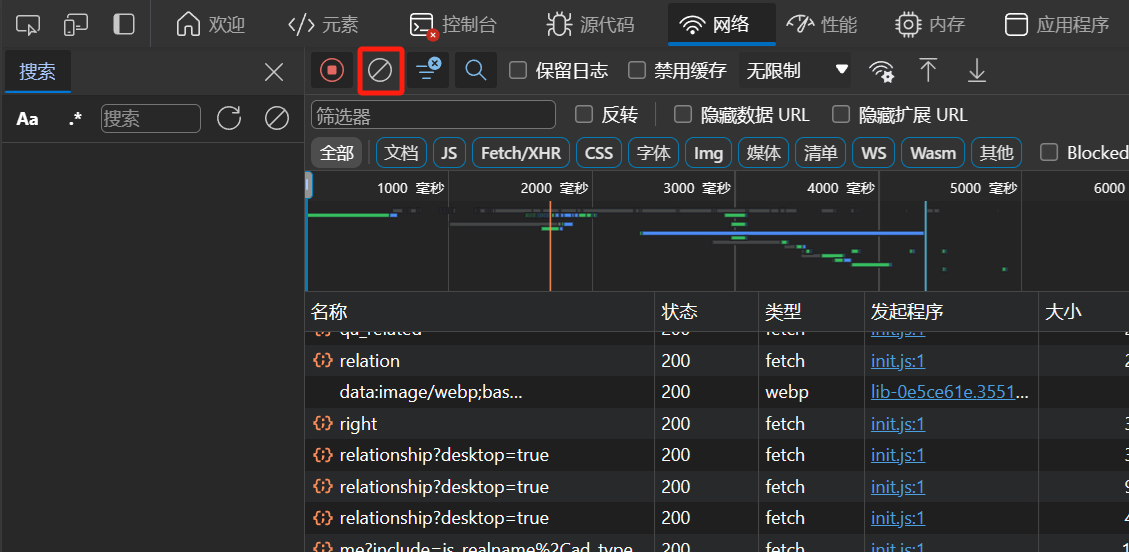 欢迎 元素 控制台 源代码 网络 性能 内存 应用程序
搜索
保留日志 禁用缓存 无限制
Aa .* 搜索
筛选器 反转 隐藏数据 URL 隐藏扩展 URL
全部 文档 JS Fetch/XHR CSS 字体 Img 媒体 清单 WS Wasm 其他 Blocked
1000 毫秒 2000 毫秒 3000 毫秒 4000 毫秒 5000 毫秒 6000
名称 状态 类型 发起程序 大小
qa_related 200 fetch init.js:1
relation 200 fetch init.js:1 2
data:image/webp;bas... 200 webp lib-0e5ce61e.3551...
right 200 fetch init.js:1 3
relationship?desktop=true 200 fetch init.js:1 3
relationship?desktop=true 200 fetch init.js:1 9
relationship?desktop=true 200 fetch init.js:1 4
me?include=is_realname%2Cad_type 200 fetch init.js:1 1